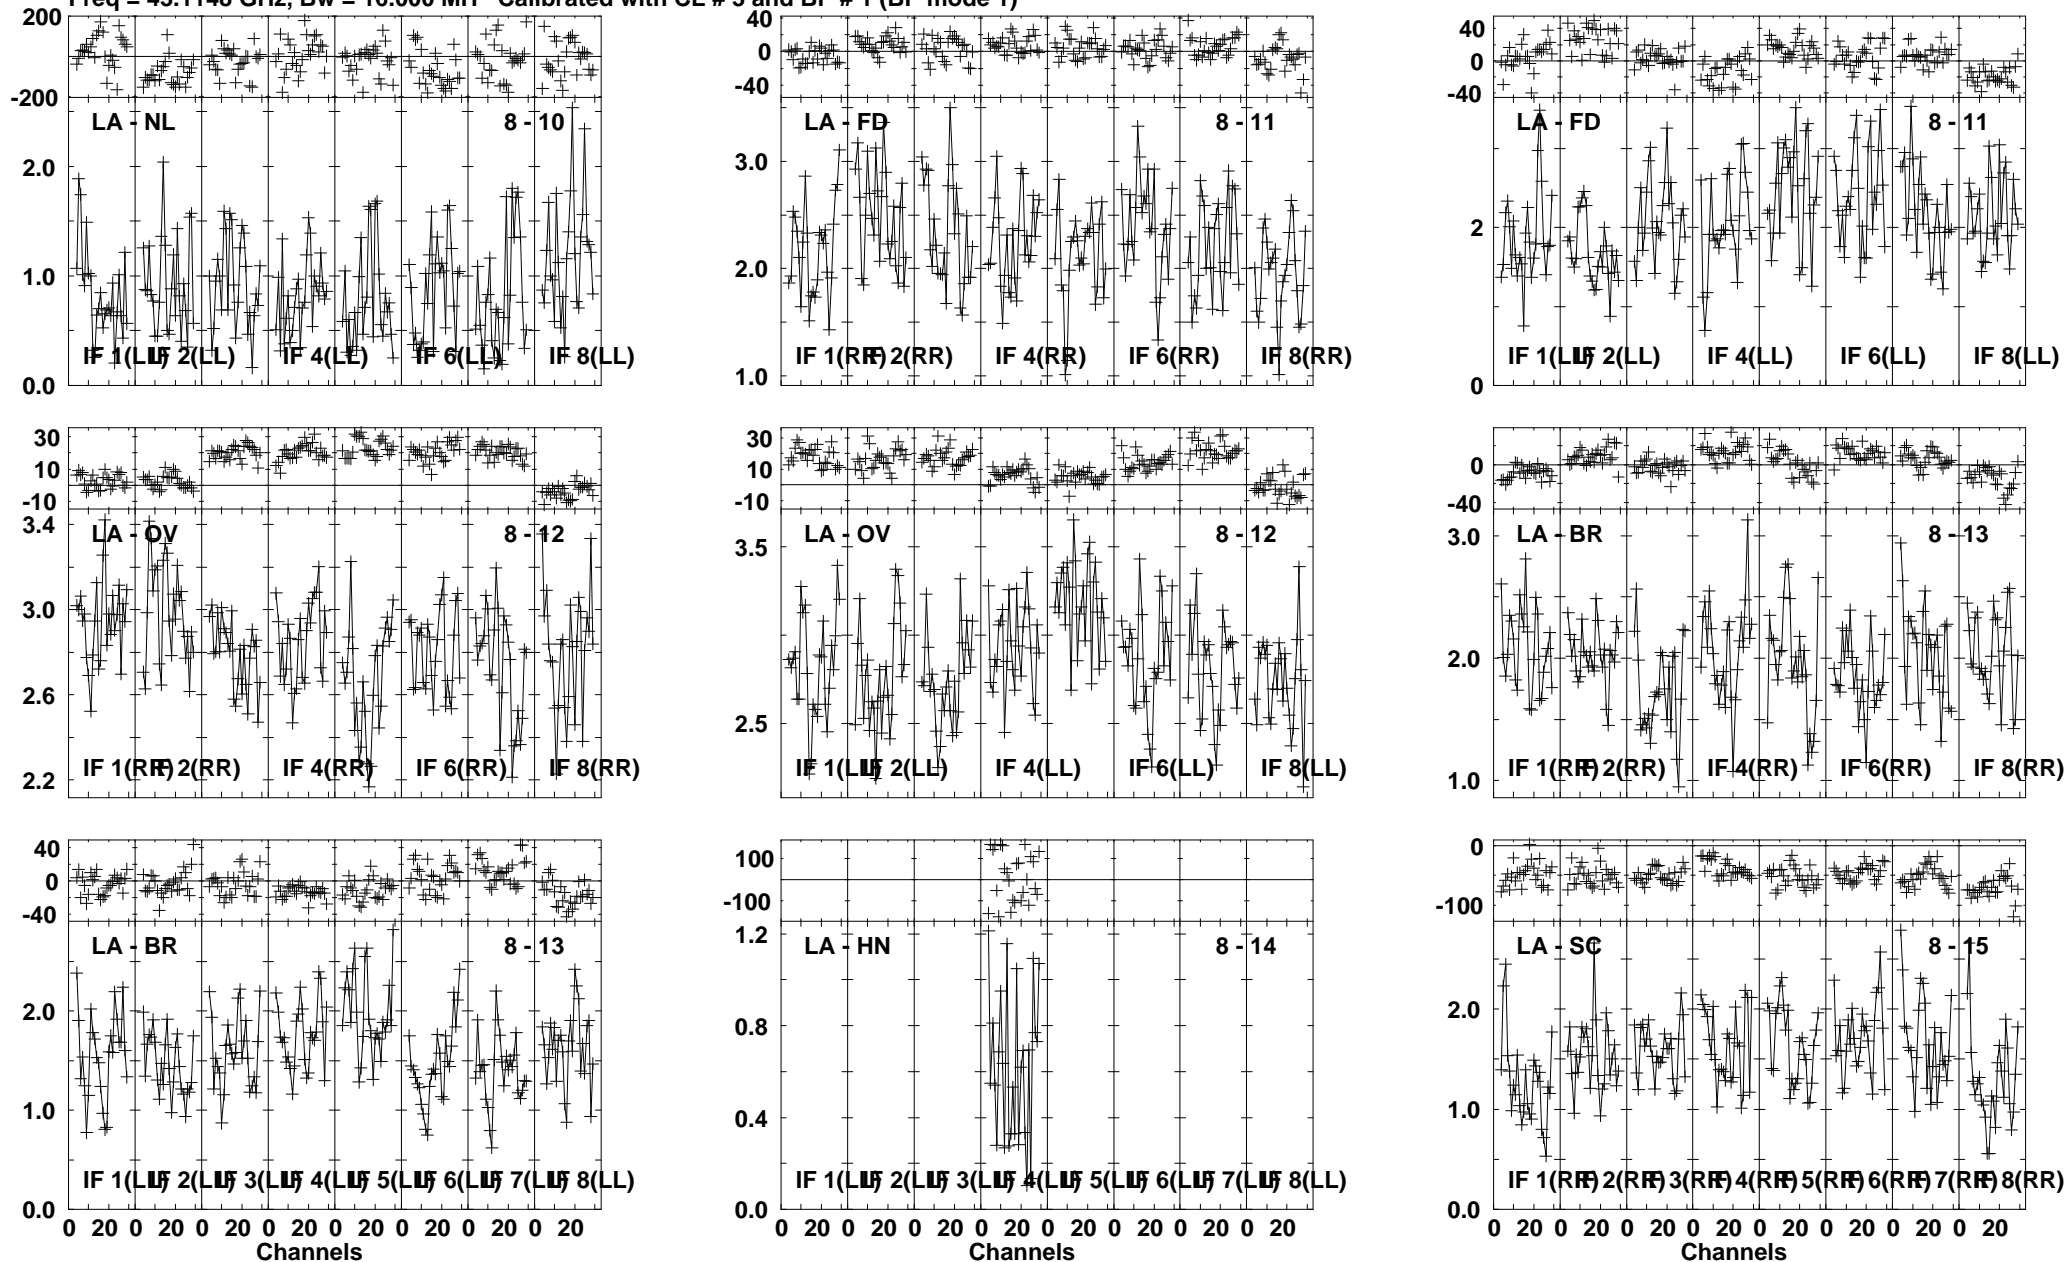 Freq = 43.1148 GHz, Bw = 16.000 MH Calibrated with CL # 3 and BP # 1 (BP mode 1)
200
-200
LA - NL 8 - 10
2.0
1.0
0.0
IF 1(LL) IF 2(LL) IF 4(LL) IF 6(LL) IF 8(LL)
40
0
-40
LA - FD 8 - 11
3.0
2.0
1.0
IF 1(RR) IF 2(RR) IF 4(RR) IF 6(RR) IF 8(RR)
40
0
-40
LA - FD 8 - 11
2
0
IF 1(LL) IF 2(LL) IF 4(LL) IF 6(LL) IF 8(LL)
30
10
-10
LA - OV 8 - 12
3.4
3.0
2.6
2.2
IF 1(RR) IF 2(RR) IF 4(RR) IF 6(RR) IF 8(RR)
30
10
-10
LA - OV 8 - 12
3.5
2.5
IF 1(LL) IF 2(LL) IF 4(LL) IF 6(LL) IF 8(LL)
0
-40
LA - BR 8 - 13
3.0
2.0
1.0
IF 1(RR) IF 2(RR) IF 4(RR) IF 6(RR) IF 8(RR)
40
0
-40
LA - BR 8 - 13
2.0
1.0
0.0
IF 1(LL) IF 2(LL) IF 3(LL) IF 4(LL) IF 5(LL) IF 6(LL) IF 7(LL) IF 8(LL)
0 20 0 20 0 20 0 20 0 20 0 20 0 20 0 20
Channels
100
-100
LA - HN 8 - 14
1.2
0.8
0.4
0.0
IF 1(LL) IF 2(LL) IF 3(LL) IF 4(LL) IF 5(LL) IF 6(LL) IF 7(LL) IF 8(LL)
0 20 0 20 0 20 0 20 0 20 0 20 0 20 0 20
Channels
0
-100
LA - SC 8 - 15
2.0
1.0
0.0
IF 1(RR) IF 2(RR) IF 3(RR) IF 4(RR) IF 5(RR) IF 6(RR) IF 7(RR) IF 8(RR)
0 20 0 20 0 20 0 20 0 20 0 20 0 20 0 20
Channels